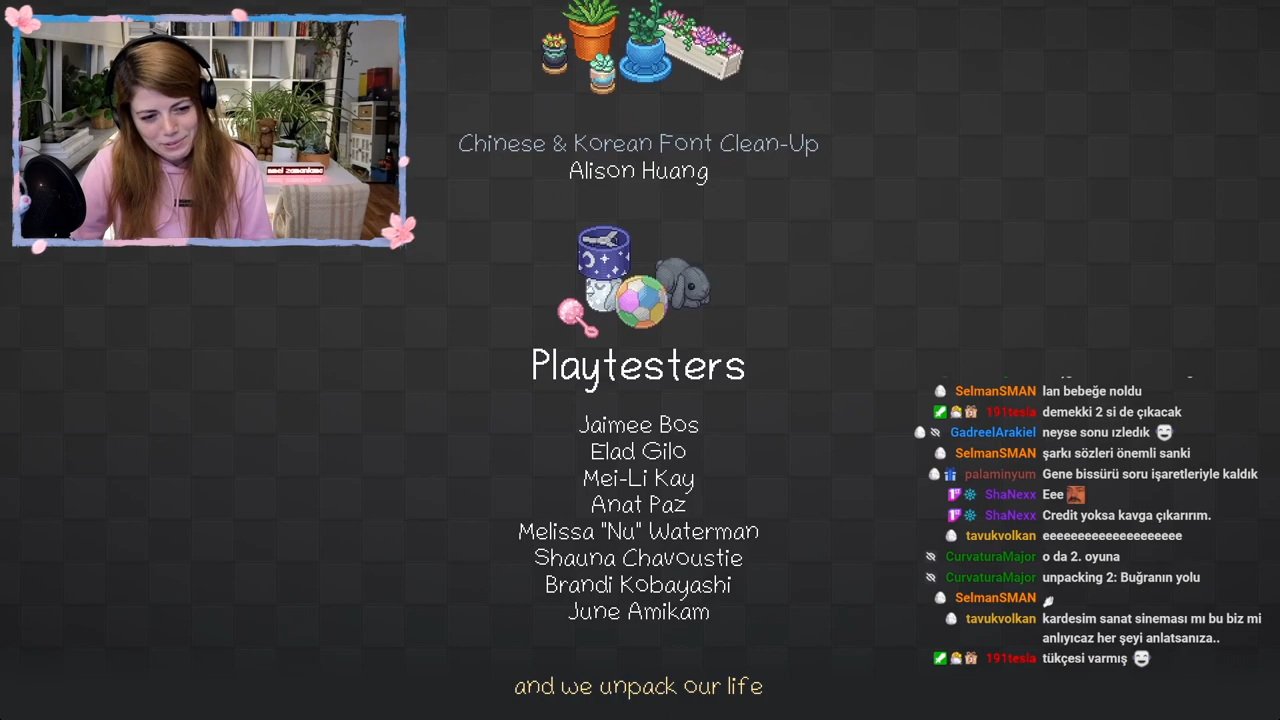 Chinese & Korean Font Clean-Up
Alison Huang
Playtesters
Jaimee Bos
Elad Gilo
Mei-Li Kay
Anat Paz
Melissa "Nu" Waterman
Shauna Chavoustie
Brandi Kobayashi
June Amikam
and we unpack our life
SelmanSMAN lan bebeğe noldu
191tesla demekki 2 si de çıkacak
GadreelArakiel neyse sonu ızledık
SelmanSMAN şarkı sözleri önemli sanki
palaminyum Gene bissürü soru işaretleriyle kaldık
ShaNexx Eee
ShaNexx Credit yoksa kavga çıkarırım.
tavukvolkan eeeeeeeeeeeeeeeeeee
CurvaturaMajor o da 2. oyuna
CurvaturaMajor unpacking 2: Buğranın yolu
SelmanSMAN
tavukvolkan kardesim sanat sineması mı bu biz mi
anlıyıcaz her şeyi anlatsanıza..
191tesla tükçesi varmış